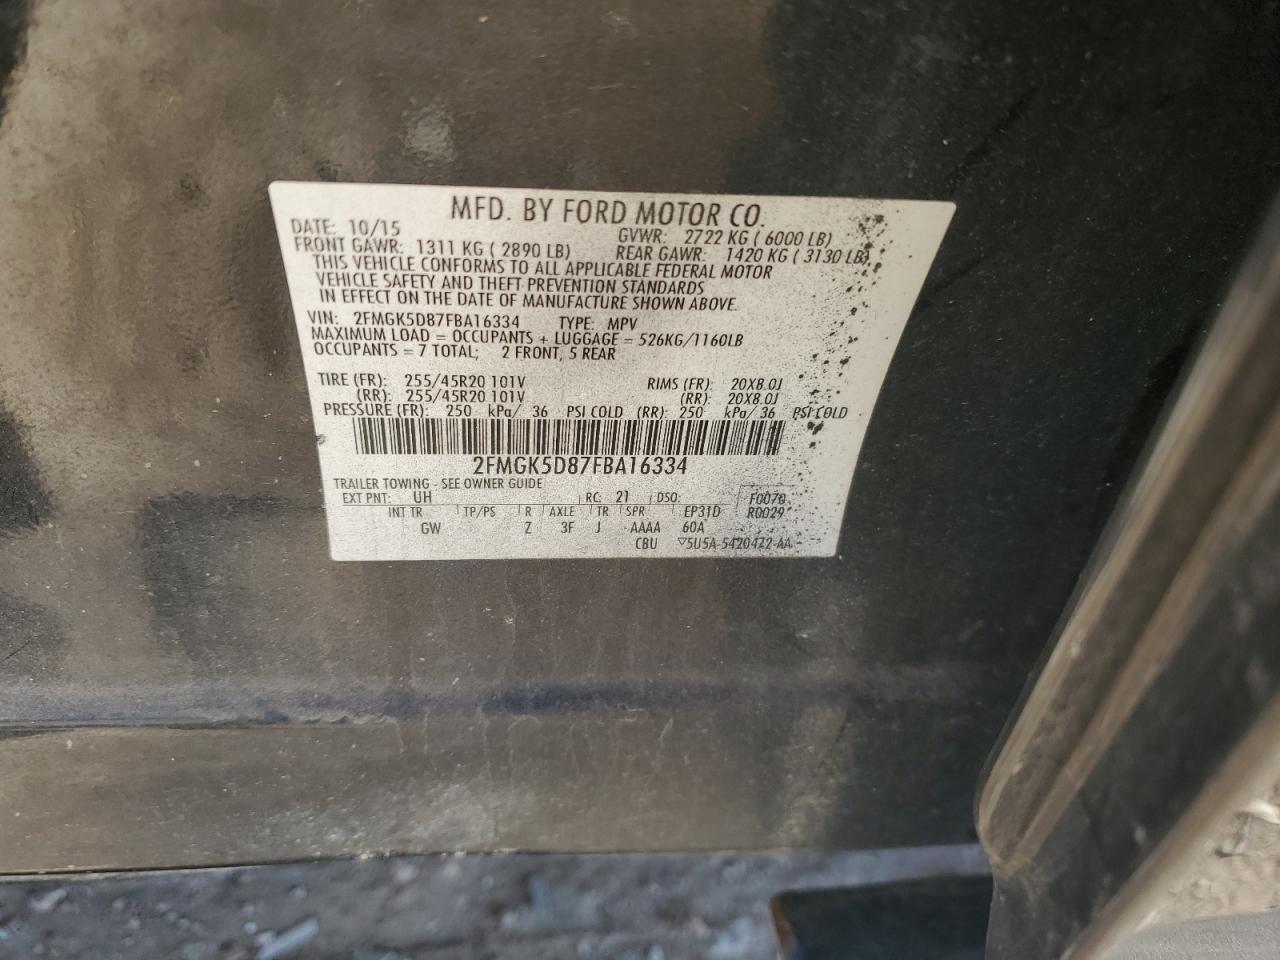 MFD. BY FORD MOTOR CO.
DATE: 10/15 GVWR: 2722 KG ( 6000 LB)
FRONT GAWR: 1311 KG ( 2890 LB) REAR GAWR: 1420 KG ( 3130 LB)
THIS VEHICLE CONFORMS TO ALL APPLICABLE FEDERAL MOTOR
VEHICLE SAFETY AND THEFT PREVENTION STANDARDS
IN EFFECT ON THE DATE OF MANUFACTURE SHOWN ABOVE.
VIN: 2FMGK5D87FBA16334 TYPE: MPV
MAXIMUM LOAD = OCCUPANTS + LUGGAGE = 526KG/1160LB
OCCUPANTS = 7 TOTAL; 2 FRONT, 5 REAR
TIRE (FR): 255/45R20 101V RIMS (FR): 20X8.0J
(RR): 255/45R20 101V (RR): 20X8.0J
PRESSURE (FR): 250 kPa/ 36 PSI COLD (RR): 250 kPa/ 36 PSI COLD
2FMGK5D87FBA16334
TRAILER TOWING - SEE OWNER GUIDE
EXT PNT: UH RC: 21 DSO: F0070
INT TR TP/PS R AXLE TR SPR EP31D R0029
GW Z 3F J AAAA 60A
CBU 5U5A-5420472-AA